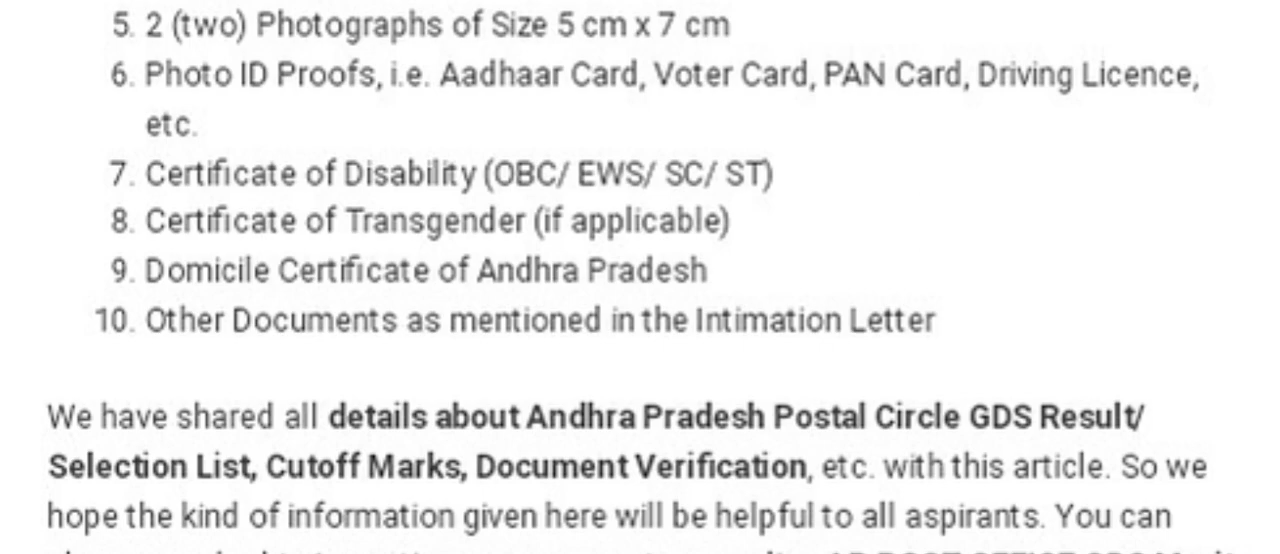 5. 2 (two) Photographs of Size 5 cm x 7 cm
6. Photo ID Proofs, i.e. Aadhaar Card, Voter Card, PAN Card, Driving Licence,
etc.
7. Certificate of Disability (OBC/ EWS/ SC/ ST)
8. Certificate of Transgender (if applicable)
9. Domicile Certificate of Andhra Pradesh
10. Other Documents as mentioned in the Intimation Letter
We have shared all details about Andhra Pradesh Postal Circle GDS Result/
Selection List, Cutoff Marks, Document Verification, etc. with this article. So we
hope the kind of information given here will be helpful to all aspirants. You can